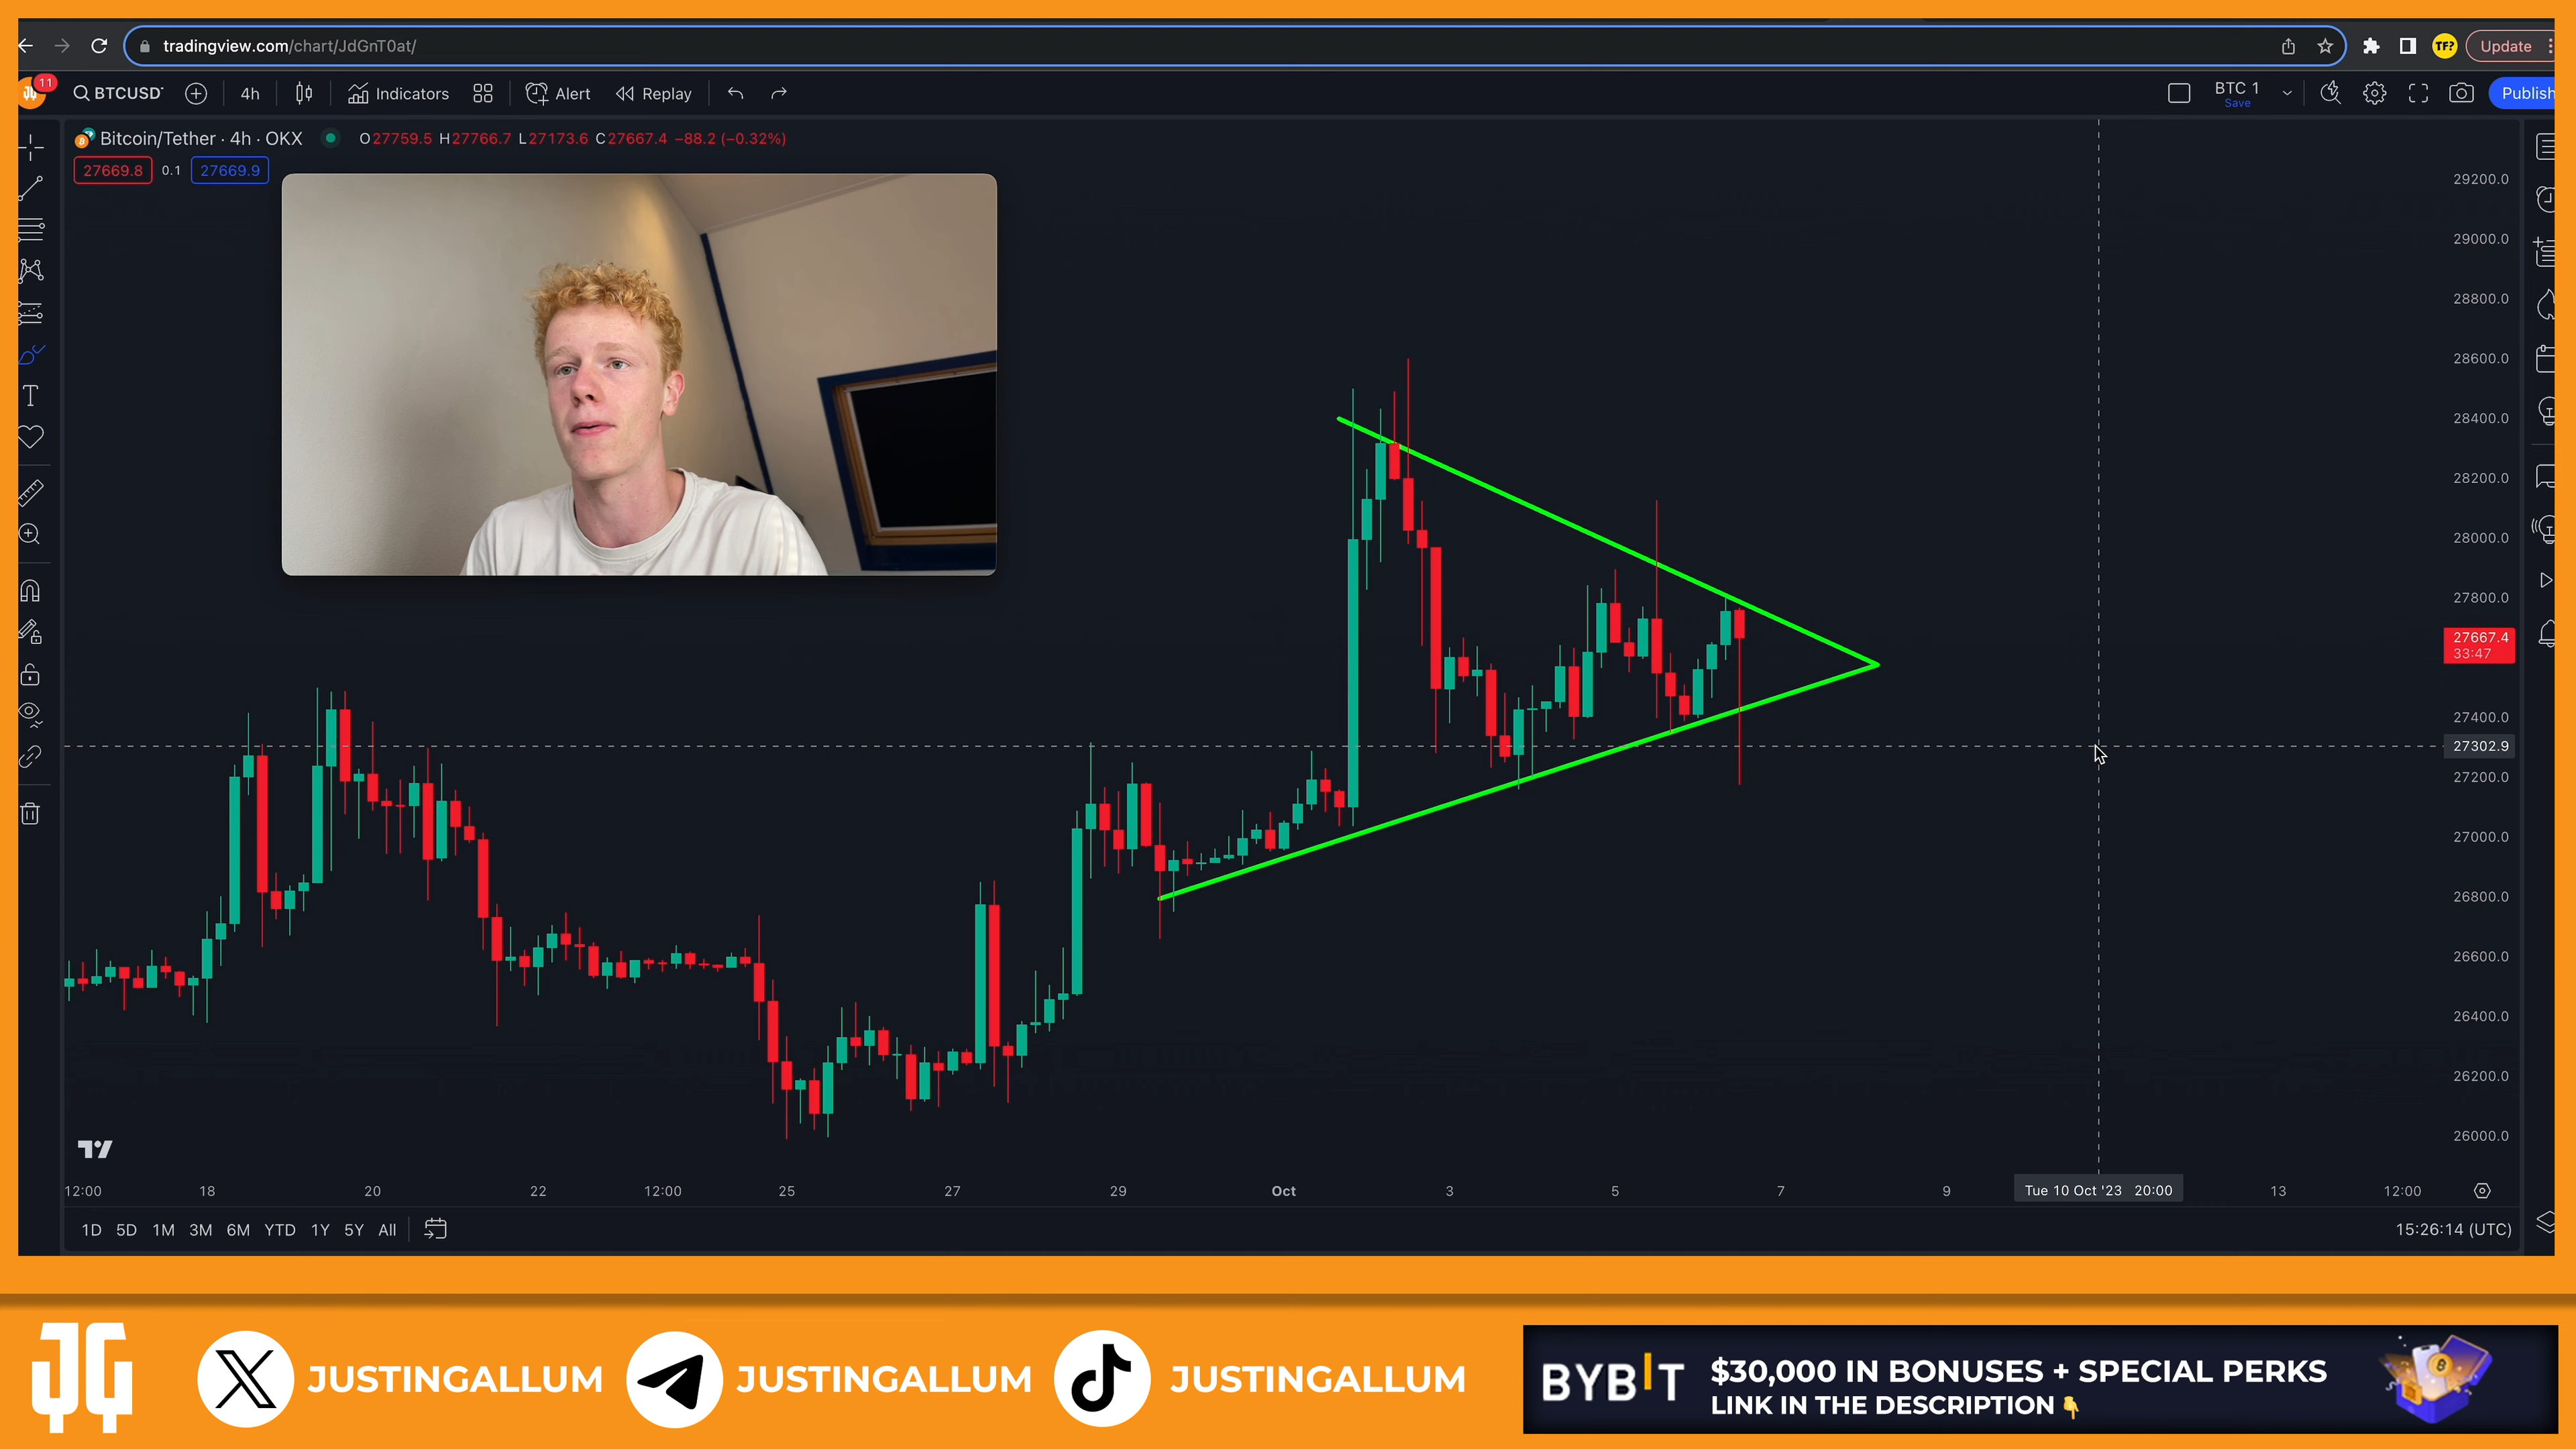 tradingview.com/chart/JdGnT0at/
TF?
Update
11
BTCUSDT
4h
Indicators
Alert
Replay
BTC 1
Save
Publish
Bitcoin/Tether · 4h · OKX
O27759.5 H27766.7 L27173.6 C27667.4 −88.2 (−0.32%)
27669.8
0.1
27669.9
29200.0
29000.0
28800.0
28600.0
28400.0
28200.0
28000.0
27800.0
27667.4
33:47
27400.0
27302.9
27200.0
27000.0
26800.0
26600.0
26400.0
26200.0
26000.0
12:00 18 20 22 12:00 25 27 29 Oct 3 5 7 9 Tue 10 Oct '23 20:00 13 12:00
1D 5D 1M 3M 6M YTD 1Y 5Y All
15:26:14 (UTC)
JG
JUSTINGALLUM
JUSTINGALLUM
JUSTINGALLUM
BYBIT
$30,000 IN BONUSES + SPECIAL PERKS
LINK IN THE DESCRIPTION👇